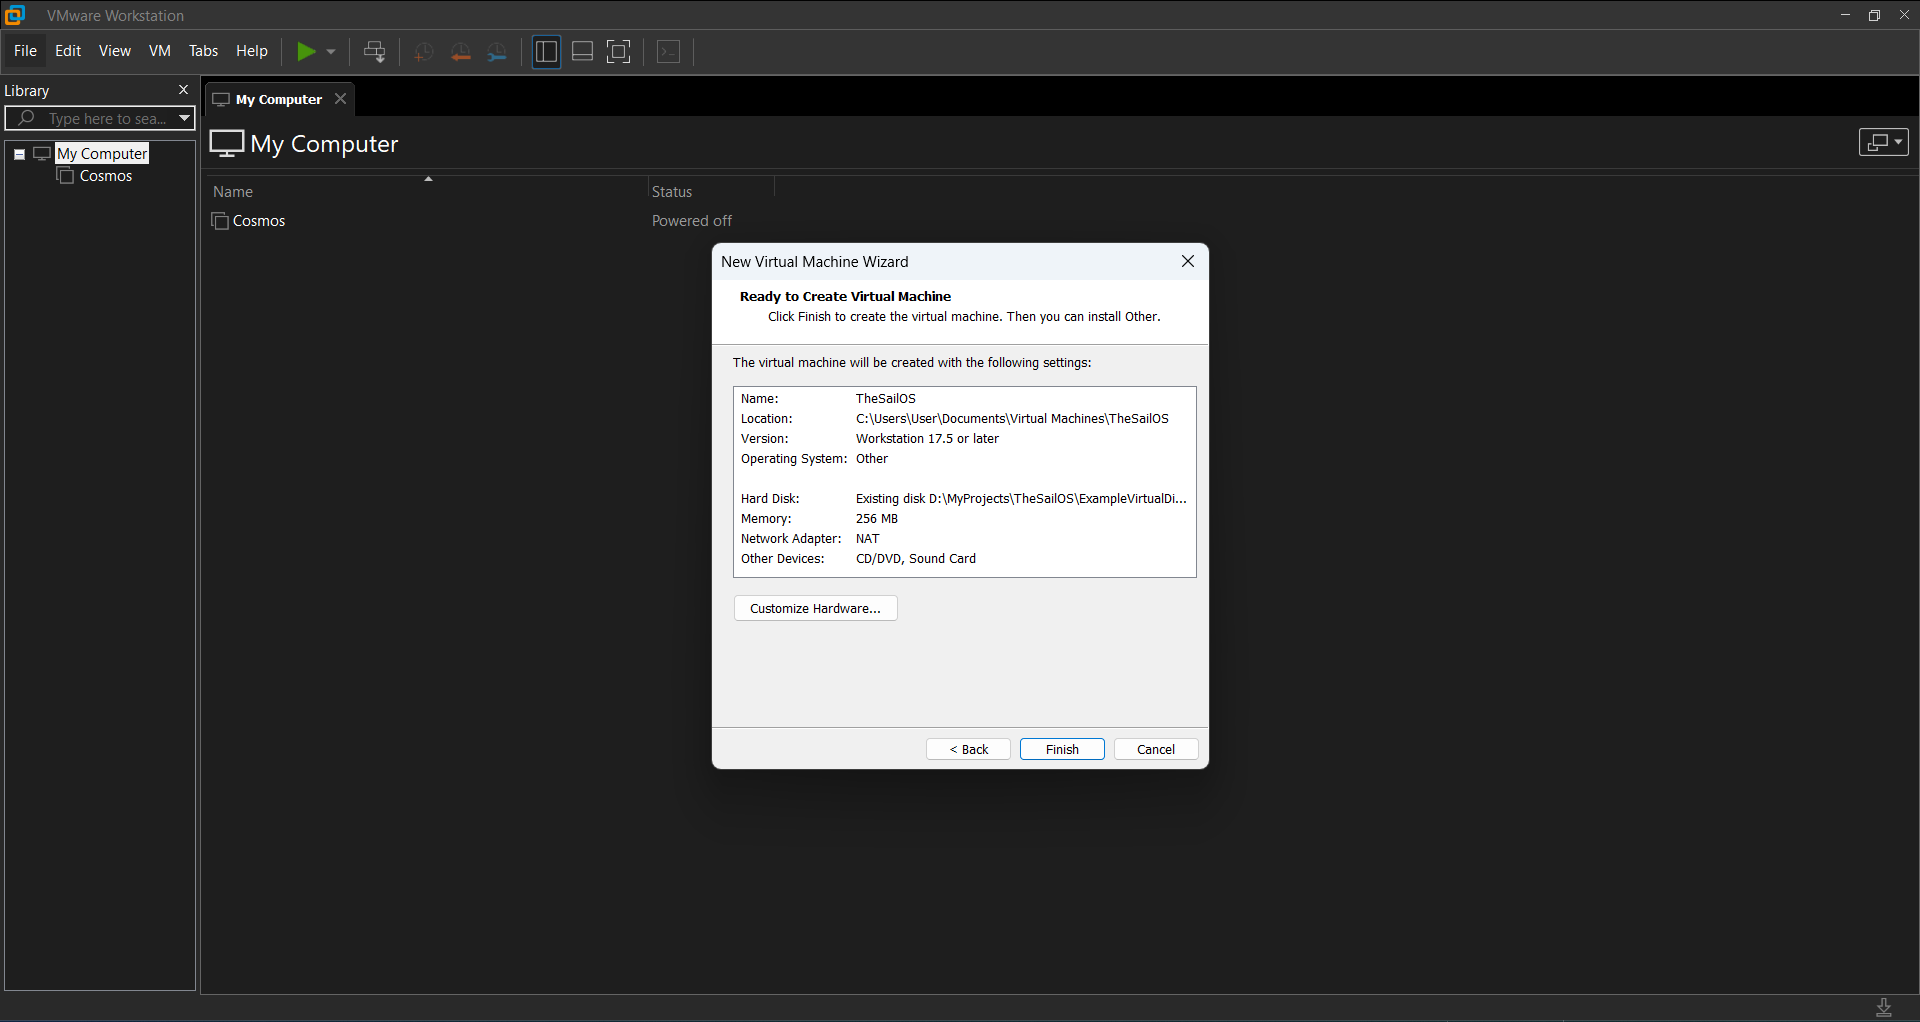 VMware Workstation
File Edit View VM Tabs Help
Library
Type here to sea...
My Computer
Cosmos
My Computer
My Computer
Name Status
Cosmos Powered off
New Virtual Machine Wizard
Ready to Create Virtual Machine
Click Finish to create the virtual machine. Then you can install Other.
The virtual machine will be created with the following settings:
Name: TheSailOS
Location: C:\Users\User\Documents\Virtual Machines\TheSailOS
Version: Workstation 17.5 or later
Operating System: Other
Hard Disk: Existing disk D:\MyProjects\TheSailOS\ExampleVirtualDi...
Memory: 256 MB
Network Adapter: NAT
Other Devices: CD/DVD, Sound Card
Customize Hardware...
< Back Finish Cancel